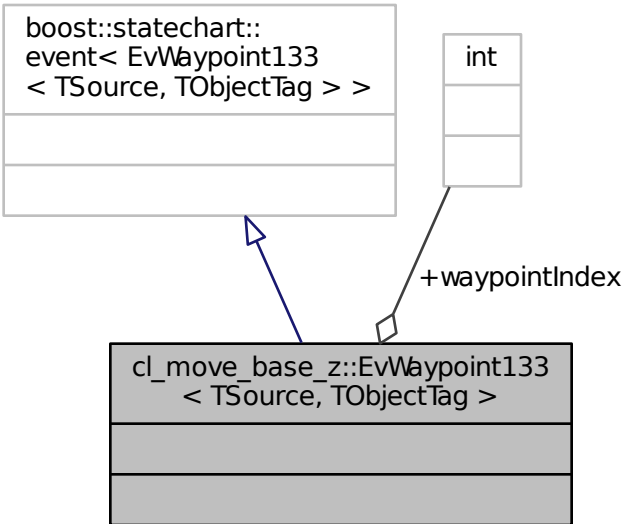 boost::statechart::
event< EvWaypoint133
< TSource, TObjectTag > >
int
+waypointIndex
cl_move_base_z::EvWaypoint133
< TSource, TObjectTag >